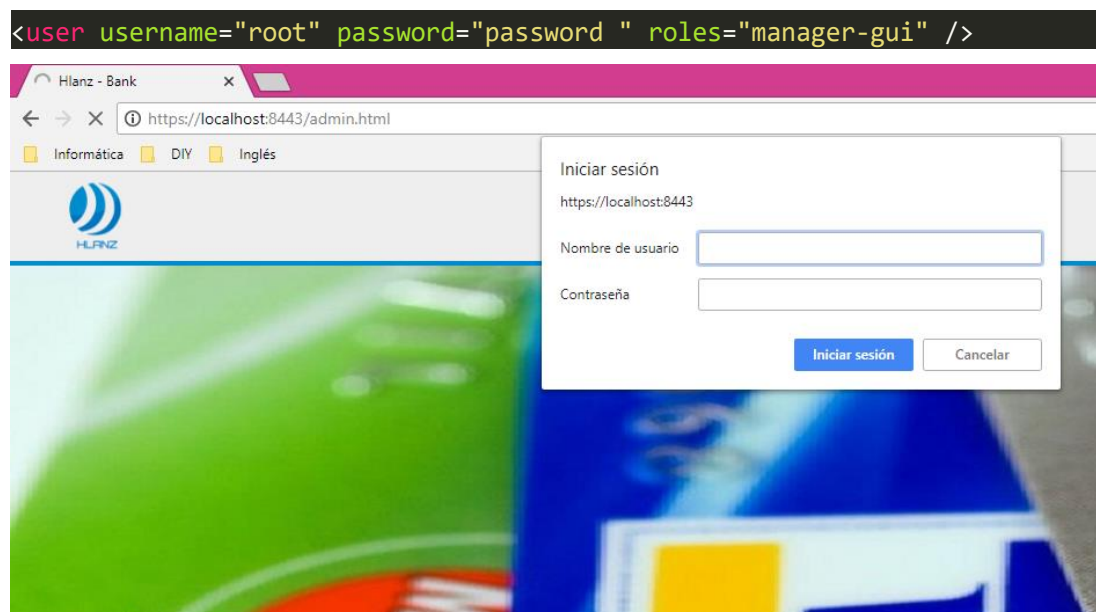 <user username="root" password="password " roles="manager-gui" />
Hlanz - Bank
https://localhost:8443/admin.html
Informática DIY Inglés
HLANZ
Iniciar sesión
https://localhost:8443
Nombre de usuario
Contraseña
Iniciar sesión Cancelar